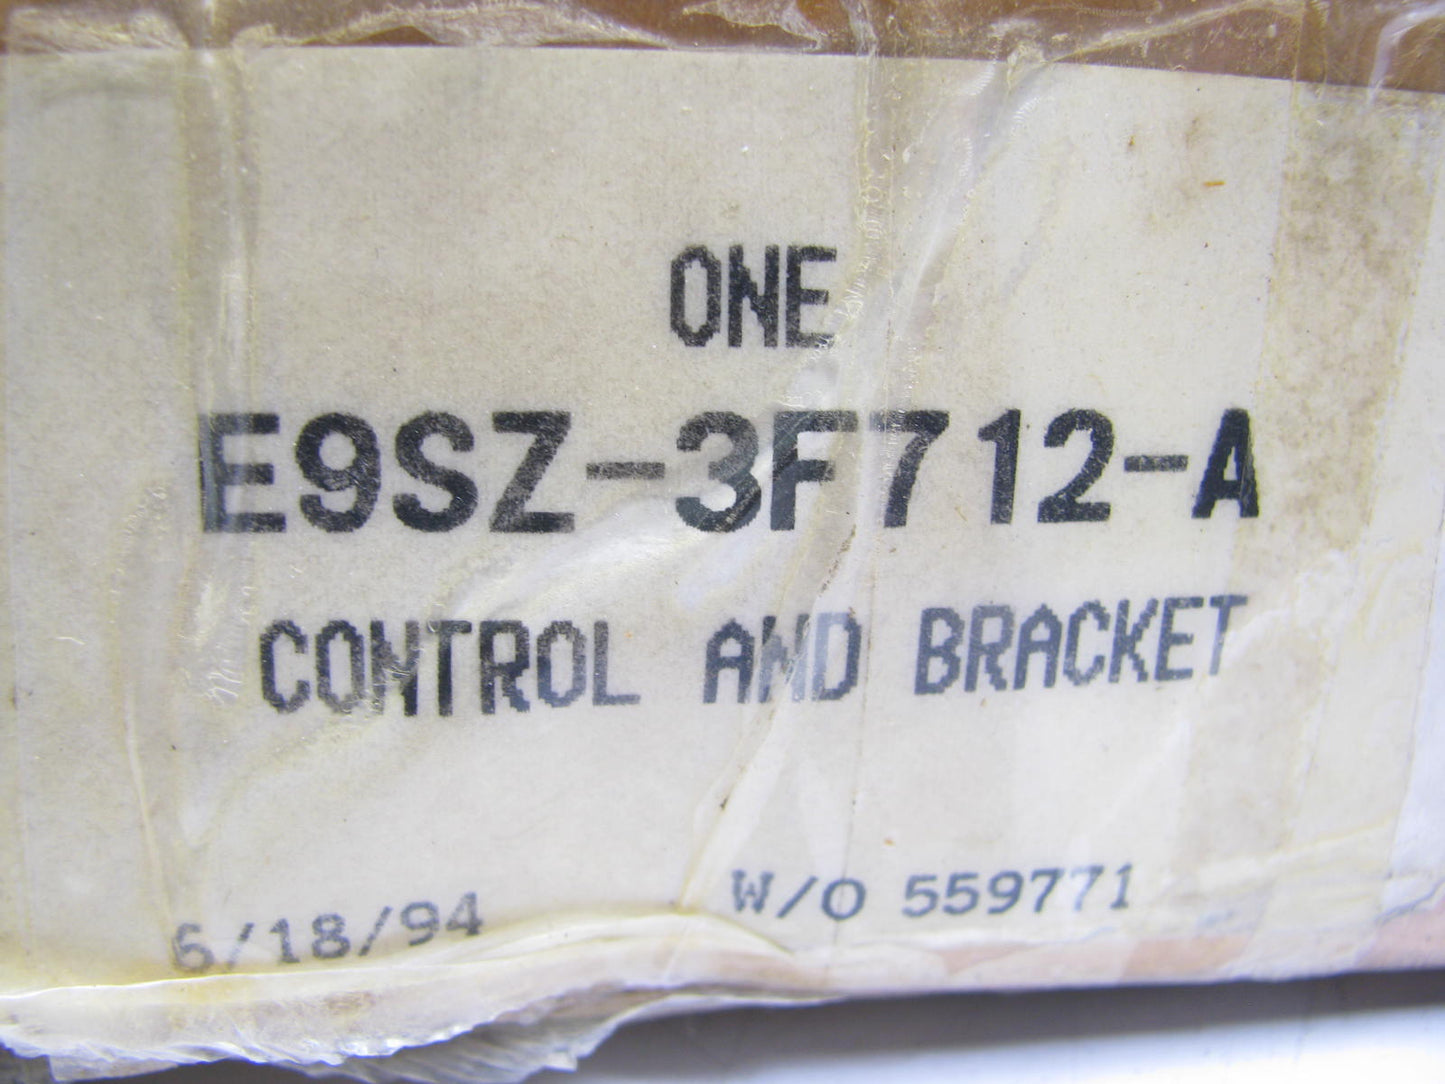 ONE
E9SZ-3F712-A
CONTROL AND BRACKET
6/18/94 W/O 559771